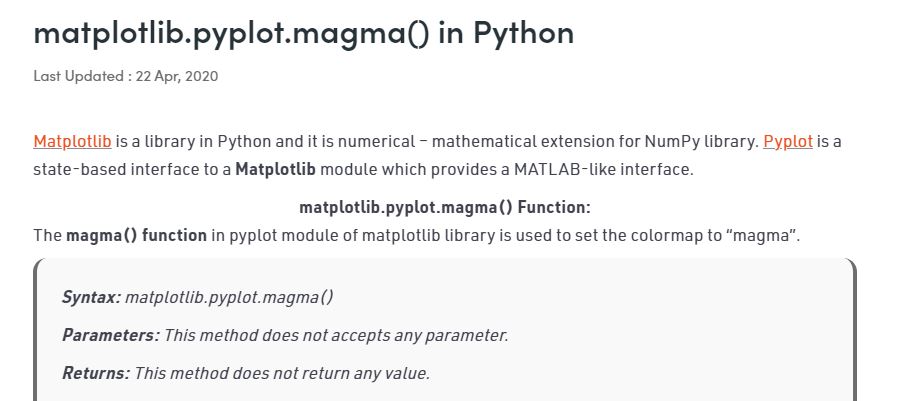 matplotlib.pyplot.magma() in Python
Last Updated : 22 Apr, 2020
Matplotlib is a library in Python and it is numerical – mathematical extension for NumPy library. Pyplot is a
state-based interface to a Matplotlib module which provides a MATLAB-like interface.
matplotlib.pyplot.magma() Function:
The magma() function in pyplot module of matplotlib library is used to set the colormap to “magma”.
Syntax: matplotlib.pyplot.magma()
Parameters: This method does not accepts any parameter.
Returns: This method does not return any value.